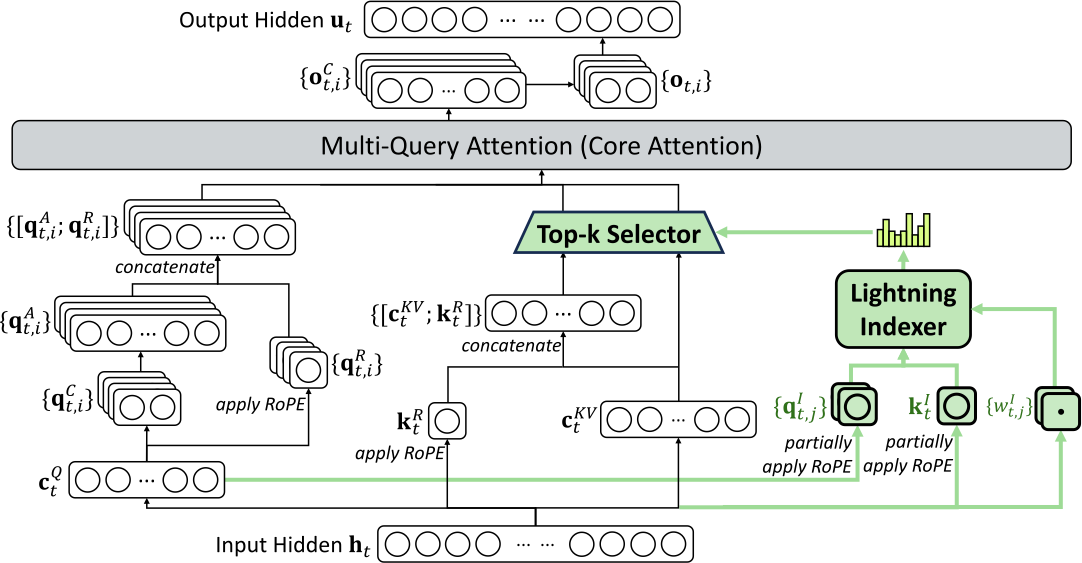 Output Hidden 𝐮ₜ
··· ···
{𝐨^C_{t,i}}
···
{𝐨_{t,i}}
Multi-Query Attention (Core Attention)
{[𝐪^A_{t,i}; 𝐪^R_{t,i}]}
···
concatenate
Top-k Selector
Lightning
Indexer
{𝐪^A_{t,i}}
···
{[𝐜^{KV}_t; 𝐤^R_t]}
···
concatenate
{𝐪^R_{t,i}}
{𝐪^C_{t,i}}
apply RoPE
𝐤^R_t
apply RoPE
𝐜^{KV}_t
···
{𝐪^I_{t,j}}
partially
apply RoPE
𝐤^I_t
partially
apply RoPE
{w^I_{t,j}}
𝐜^Q_t
···
Input Hidden 𝐡ₜ
··· ···